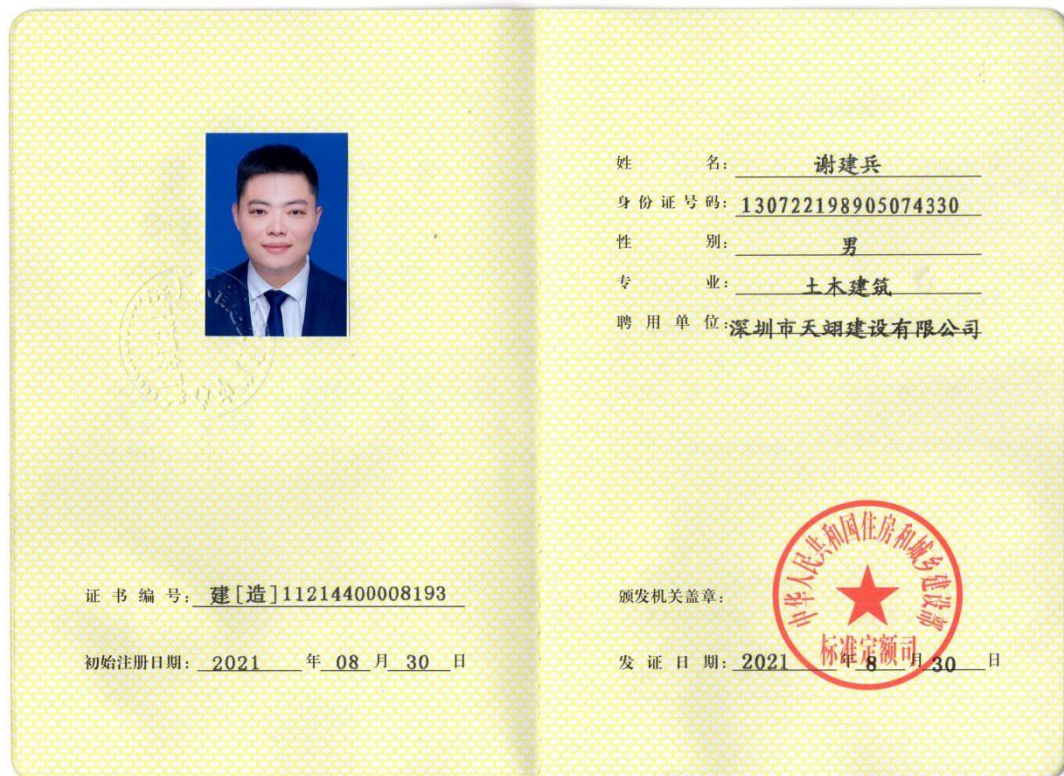 证书编号：建[造]11214400008193
初始注册日期：2021年08月30日
姓名：谢建兵
身份证号码：130722198905074330
性别：男
专业：土木建筑
聘用单位：深圳市天翊建设有限公司
颁发机关盖章：
中华人民共和国住房和城乡建设部
标准定额司
发证日期：2021年8月30日